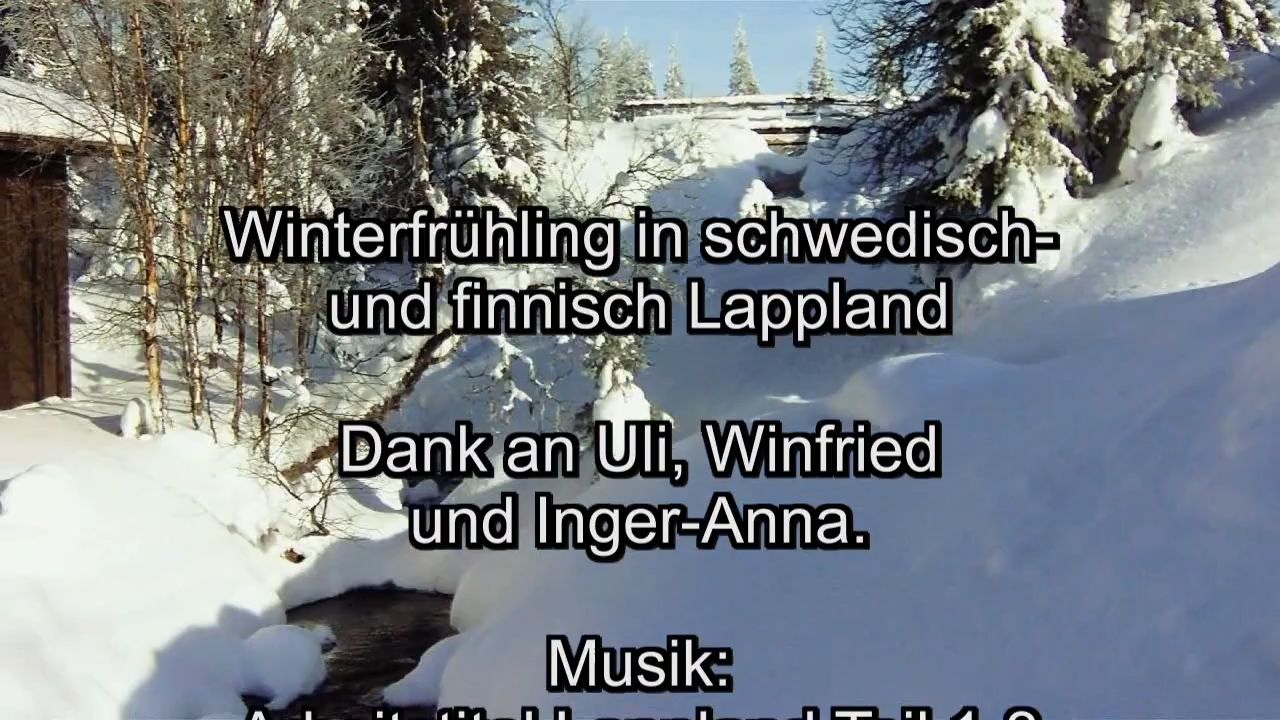 Winterfrühling in schwedisch-
und finnisch Lappland
Dank an Uli, Winfried
und Inger-Anna.
Musik: